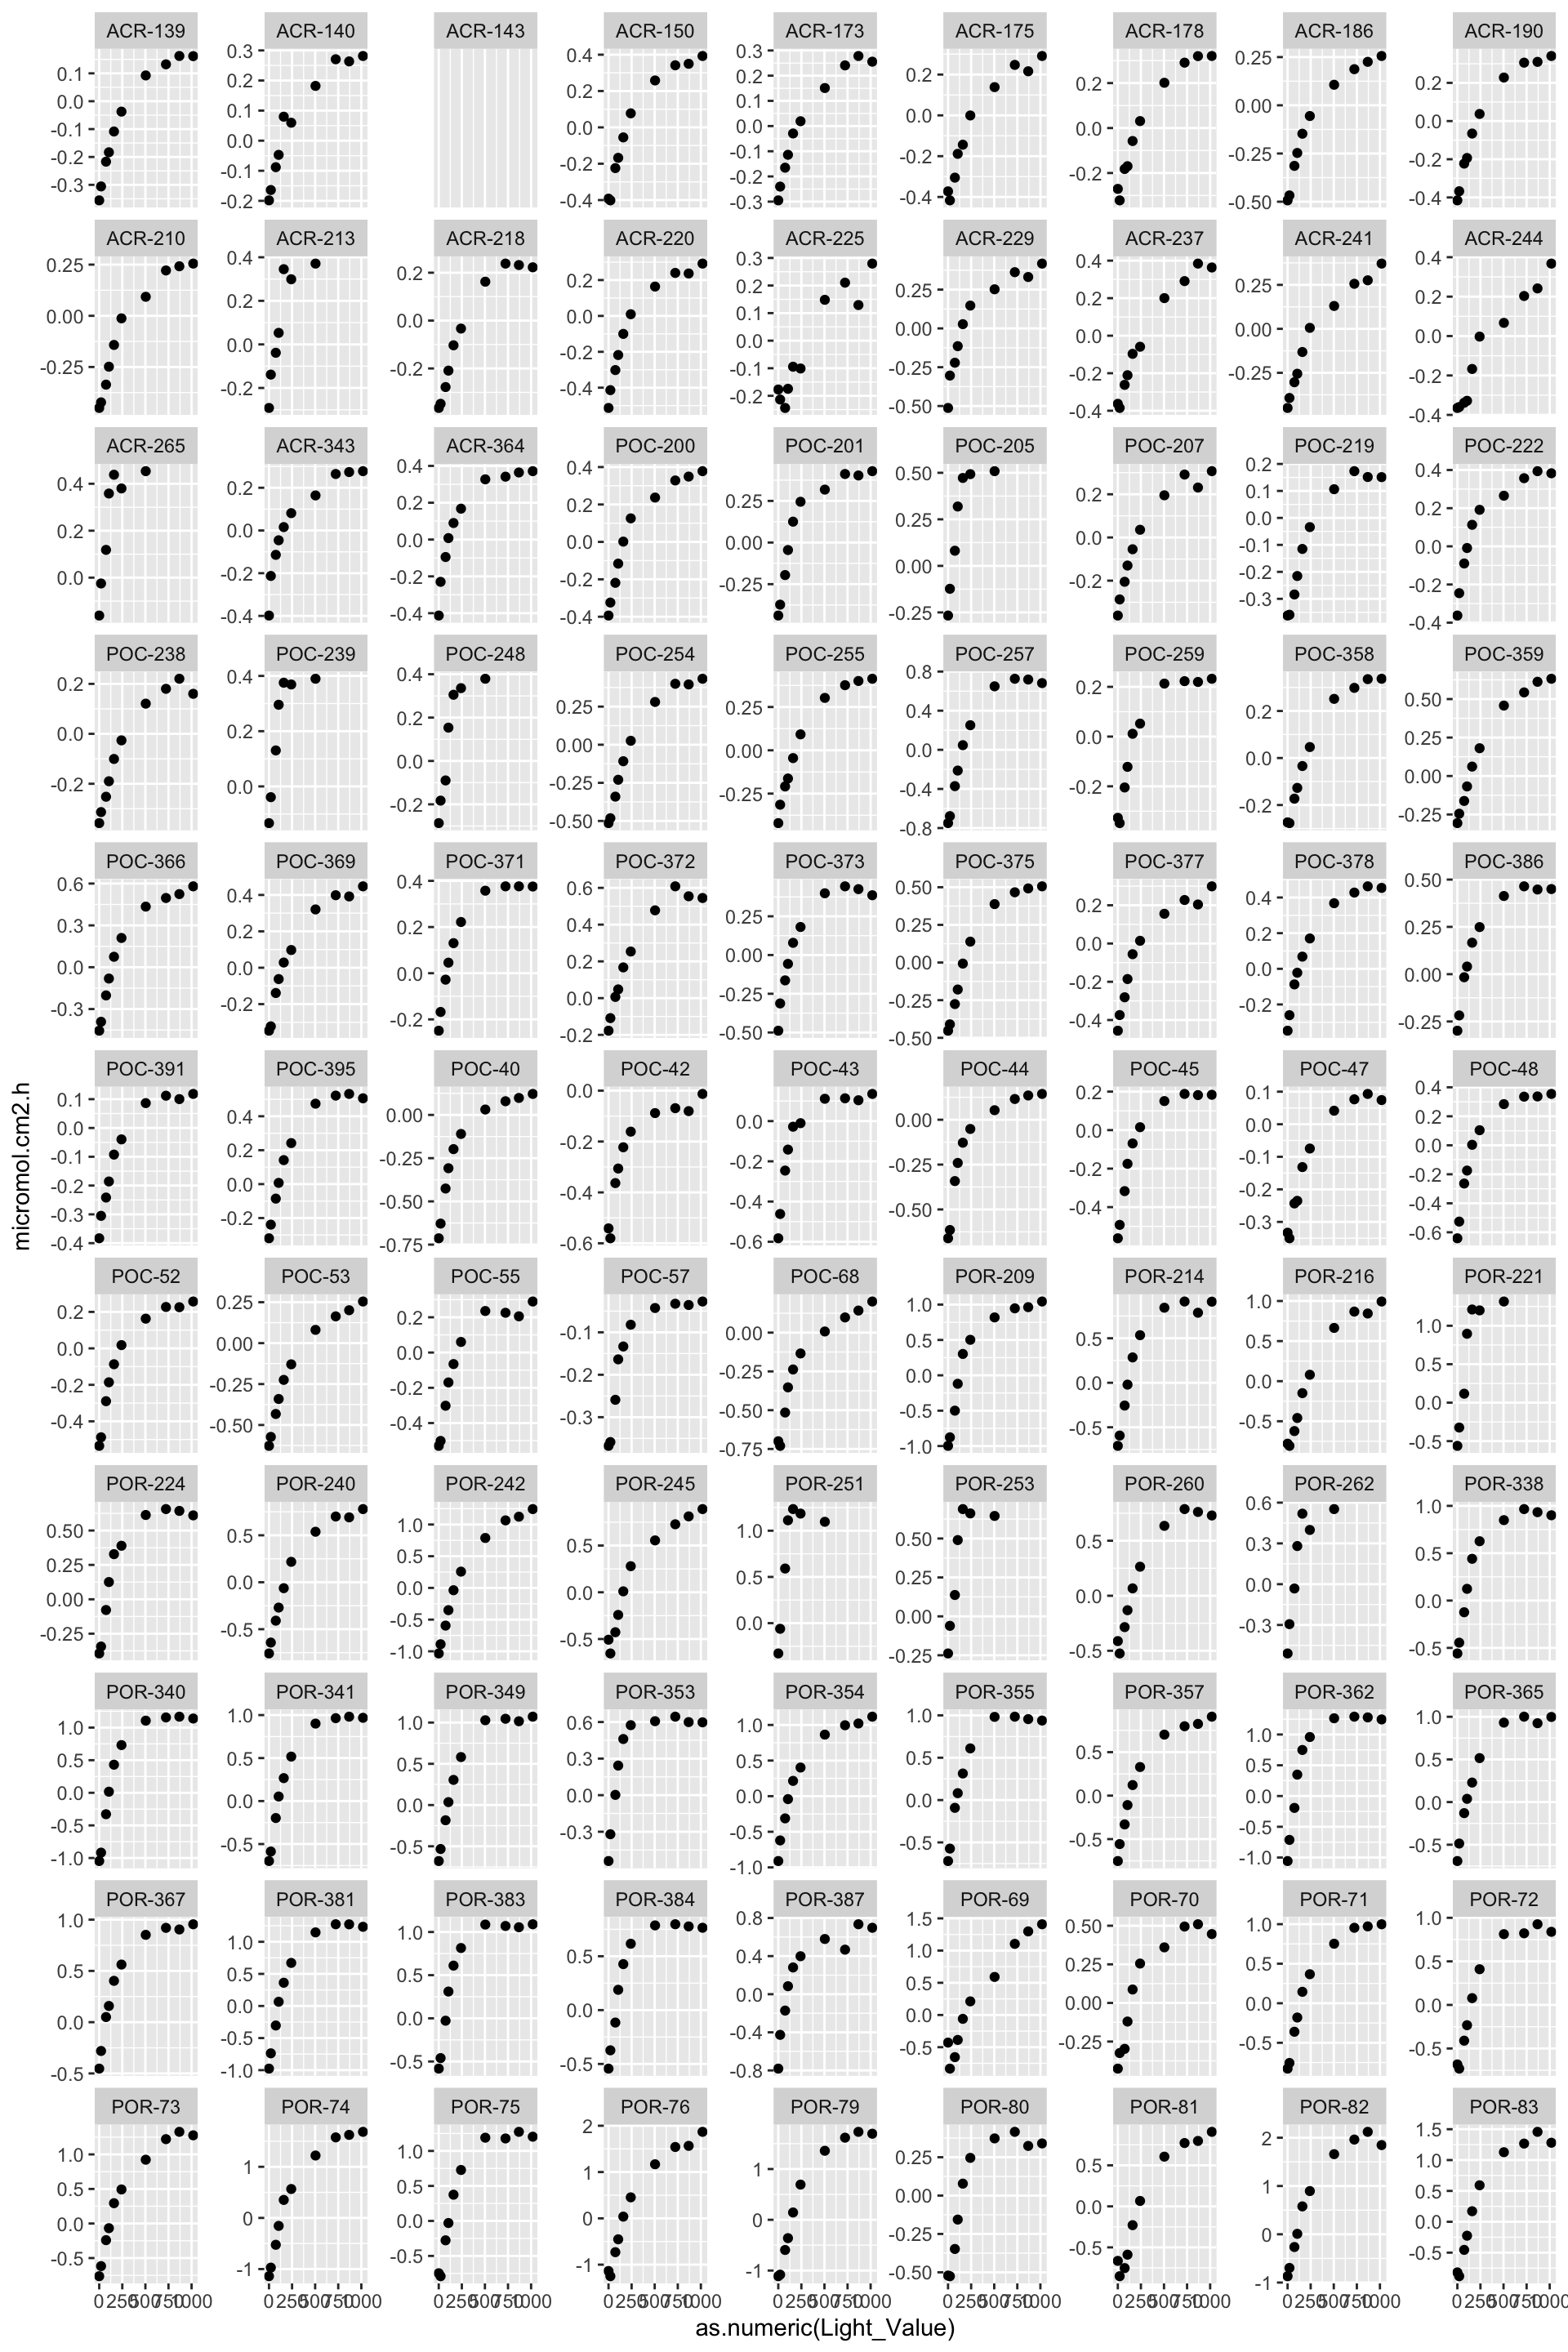 ACR-139 ACR-140 ACR-143 ACR-150 ACR-173 ACR-175 ACR-178 ACR-186 ACR-190
0.1 0.0 -0.1 -0.2 -0.3
0.3 0.2 0.1 0.0 -0.1 -0.2
0.4 0.2 0.0 -0.2 -0.4
0.3 0.2 0.1 0.0 -0.1 -0.2 -0.3
0.2 0.0 -0.2 -0.4
0.2 0.0 -0.2
0.25 0.00 -0.25 -0.50
0.2 0.0 -0.2 -0.4
ACR-210 ACR-213 ACR-218 ACR-220 ACR-225 ACR-229 ACR-237 ACR-241 ACR-244
0.25 0.00 -0.25
0.4 0.2 0.0 -0.2
0.2 0.0 -0.2
0.2 0.0 -0.2 -0.4
0.3 0.2 0.1 0.0 -0.1 -0.2
0.25 0.00 -0.25 -0.50
0.4 0.2 0.0 -0.2 -0.4
0.25 0.00 -0.25
0.4 0.2 0.0 -0.2 -0.4
ACR-265 ACR-343 ACR-364 POC-200 POC-201 POC-205 POC-207 POC-219 POC-222
0.4 0.2 0.0
0.2 0.0 -0.2 -0.4
0.4 0.2 0.0 -0.2 -0.4
0.4 0.2 0.0 -0.2 -0.4
0.25 0.00 -0.25
0.50 0.25 0.00 -0.25
0.2 0.0 -0.2
0.2 0.1 0.0 -0.1 -0.2 -0.3
0.4 0.2 0.0 -0.2 -0.4
POC-238 POC-239 POC-248 POC-254 POC-255 POC-257 POC-259 POC-358 POC-359
0.2 0.0 -0.2
0.4 0.2 0.0
0.4 0.2 0.0 -0.2
0.25 0.00 -0.25 -0.50
0.25 0.00 -0.25
0.8 0.4 0.0 -0.4 -0.8
0.2 0.0 -0.2
0.2 0.0 -0.2
0.50 0.25 0.00 -0.25
POC-366 POC-369 POC-371 POC-372 POC-373 POC-375 POC-377 POC-378 POC-386
0.6 0.3 0.0 -0.3
0.4 0.2 0.0 -0.2
0.4 0.2 0.0 -0.2
0.6 0.4 0.2 0.0 -0.2
0.25 0.00 -0.25 -0.50
0.50 0.25 0.00 -0.25 -0.50
0.2 0.0 -0.2 -0.4
0.4 0.2 0.0 -0.2
0.50 0.25 0.00 -0.25
micromol.cm2.h
POC-391 POC-395 POC-40 POC-42 POC-43 POC-44 POC-45 POC-47 POC-48
0.1 0.0 -0.1 -0.2 -0.3 -0.4
0.4 0.2 0.0 -0.2
0.00 -0.25 -0.50 -0.75
0.0 -0.2 -0.4 -0.6
0.0 -0.2 -0.4 -0.6
0.00 -0.25 -0.50
0.2 0.0 -0.2 -0.4
0.1 0.0 -0.1 -0.2 -0.3
0.4 0.2 0.0 -0.2 -0.4 -0.6
POC-52 POC-53 POC-55 POC-57 POC-68 POR-209 POR-214 POR-216 POR-221
0.2 0.0 -0.2 -0.4
0.25 0.00 -0.25 -0.50
0.2 0.0 -0.2 -0.4
-0.1 -0.2 -0.3
0.00 -0.25 -0.50 -0.75
1.0 0.5 0.0 -0.5 -1.0
0.5 0.0 -0.5
1.0 0.5 0.0 -0.5
1.0 0.5 0.0 -0.5
POR-224 POR-240 POR-242 POR-245 POR-251 POR-253 POR-260 POR-262 POR-338
0.50 0.25 0.00 -0.25
0.5 0.0 -0.5
1.0 0.5 0.0 -0.5 -1.0
0.5 0.0 -0.5
1.0 0.5 0.0
0.50 0.25 0.00 -0.25
0.5 0.0 -0.5
0.6 0.3 0.0 -0.3
1.0 0.5 0.0 -0.5
POR-340 POR-341 POR-349 POR-353 POR-354 POR-355 POR-357 POR-362 POR-365
1.0 0.5 0.0 -0.5 -1.0
1.0 0.5 0.0 -0.5
1.0 0.5 0.0 -0.5
0.6 0.3 0.0 -0.3
1.0 0.5 0.0 -0.5 -1.0
1.0 0.5 0.0 -0.5
0.5 0.0 -0.5
1.0 0.5 0.0 -0.5 -1.0
1.0 0.5 0.0 -0.5
POR-367 POR-381 POR-383 POR-384 POR-387 POR-69 POR-70 POR-71 POR-72
1.0 0.5 0.0 -0.5
1.0 0.5 0.0 -0.5 -1.0
1.0 0.5 0.0 -0.5
0.5 0.0 -0.5
0.8 0.4 0.0 -0.4 -0.8
1.5 1.0 0.5 0.0 -0.5
0.50 0.25 0.00 -0.25
1.0 0.5 0.0 -0.5
1.0 0.5 0.0 -0.5
POR-73 POR-74 POR-75 POR-76 POR-79 POR-80 POR-81 POR-82 POR-83
1.0 0.5 0.0 -0.5
1 0 -1
1.0 0.5 0.0 -0.5
2 1 0 -1
1 0 -1
0.25 0.00 -0.25 -0.50
0.5 0.0 -0.5
2 1 0 -1
1.5 1.0 0.5 0.0 -0.5
0 250 500 750 1000 0 250 500 750 1000 0 250 500 750 1000 0 250 500 750 1000 0 250 500 750 1000 0 250 500 750 1000 0 250 500 750 1000 0 250 500 750 1000 0 250 500 750 1000
as.numeric(Light_Value)